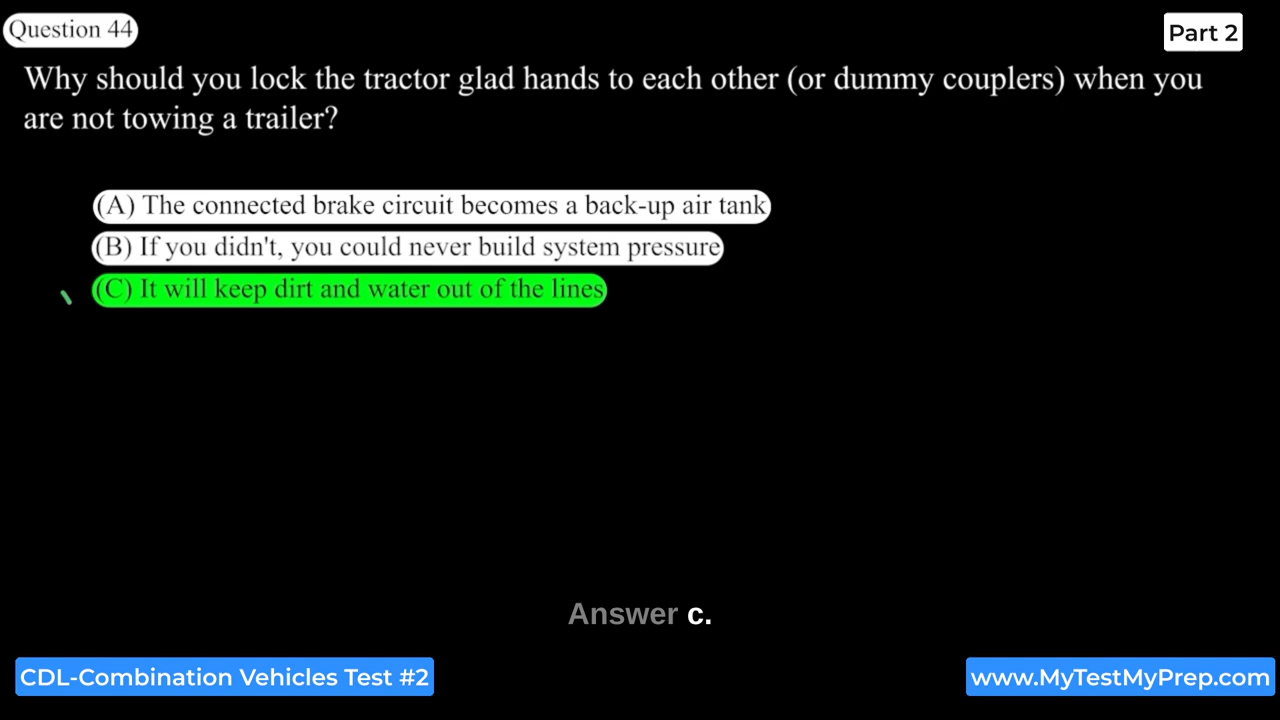 Question 44
Part 2
Why should you lock the tractor glad hands to each other (or dummy couplers) when you
are not towing a trailer?
(A) The connected brake circuit becomes a back-up air tank
(B) If you didn't, you could never build system pressure
(C) It will keep dirt and water out of the lines
Answer c.
CDL-Combination Vehicles Test #2
www.MyTestMyPrep.com